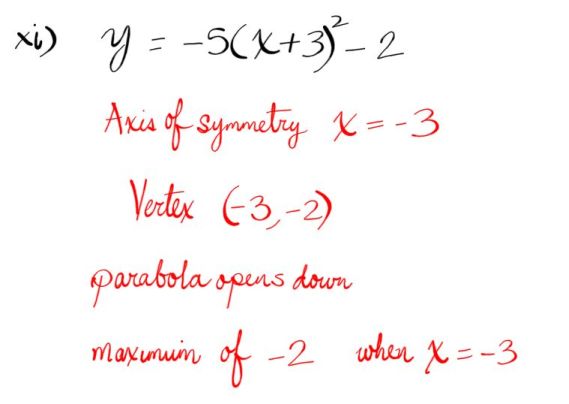 xi) y = -5(x+3)² - 2
Axis of symmetry x = -3
Vertex (-3, -2)
parabola opens down
maximum of -2 when x = -3